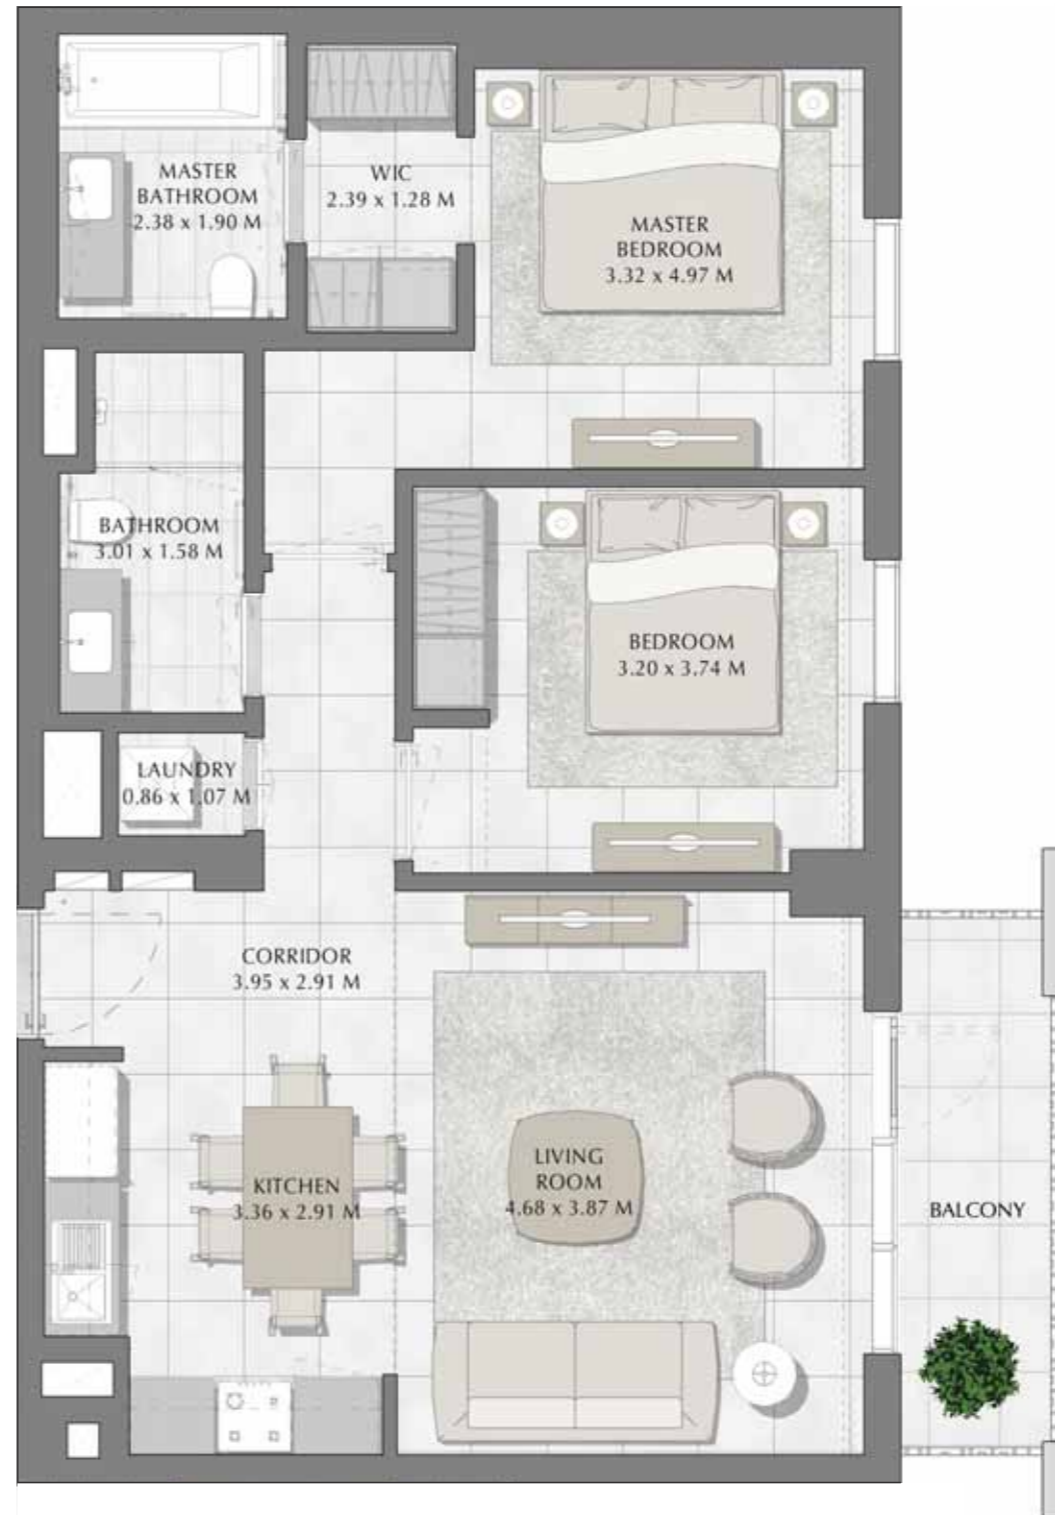 MASTER
BATHROOM
2.38 x 1.90 M
WIC
2.39 x 1.28 M
MASTER
BEDROOM
3.32 x 4.97 M
BATHROOM
3.01 x 1.58 M
BEDROOM
3.20 x 3.74 M
LAUNDRY
0.86 x 1.07 M
CORRIDOR
3.95 x 2.91 M
KITCHEN
3.36 x 2.91 M
LIVING
ROOM
4.68 x 3.87 M
BALCONY